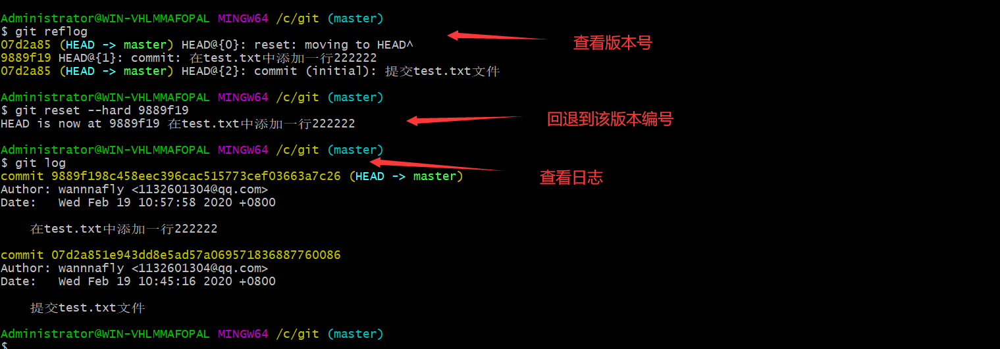 Administrator@WIN-VHLMMAFOPAL MINGW64 /c/git (master)
$ git reflog
07d2a85 (HEAD -> master) HEAD@{0}: reset: moving to HEAD^
查看版本号
9889f19 HEAD@{1}: commit: 在test.txt中添加一行222222
07d2a85 (HEAD -> master) HEAD@{2}: commit (initial): 提交test.txt文件
Administrator@WIN-VHLMMAFOPAL MINGW64 /c/git (master)
$ git reset --hard 9889f19
HEAD is now at 9889f19 在test.txt中添加一行222222
回退到该版本编号
Administrator@WIN-VHLMMAFOPAL MINGW64 /c/git (master)
$ git log
commit 9889f198c458eec396cac515773cef03663a7c26 (HEAD -> master)
查看日志
Author: wannnafly <1132601304@qq.com>
Date:   Wed Feb 19 10:57:58 2020 +0800
在test.txt中添加一行222222
commit 07d2a851e943dd8e5ad57a069571836887760086
Author: wannnafly <1132601304@qq.com>
Date:   Wed Feb 19 10:45:16 2020 +0800
提交test.txt文件
Administrator@WIN-VHLMMAFOPAL MINGW64 /c/git (master)
$